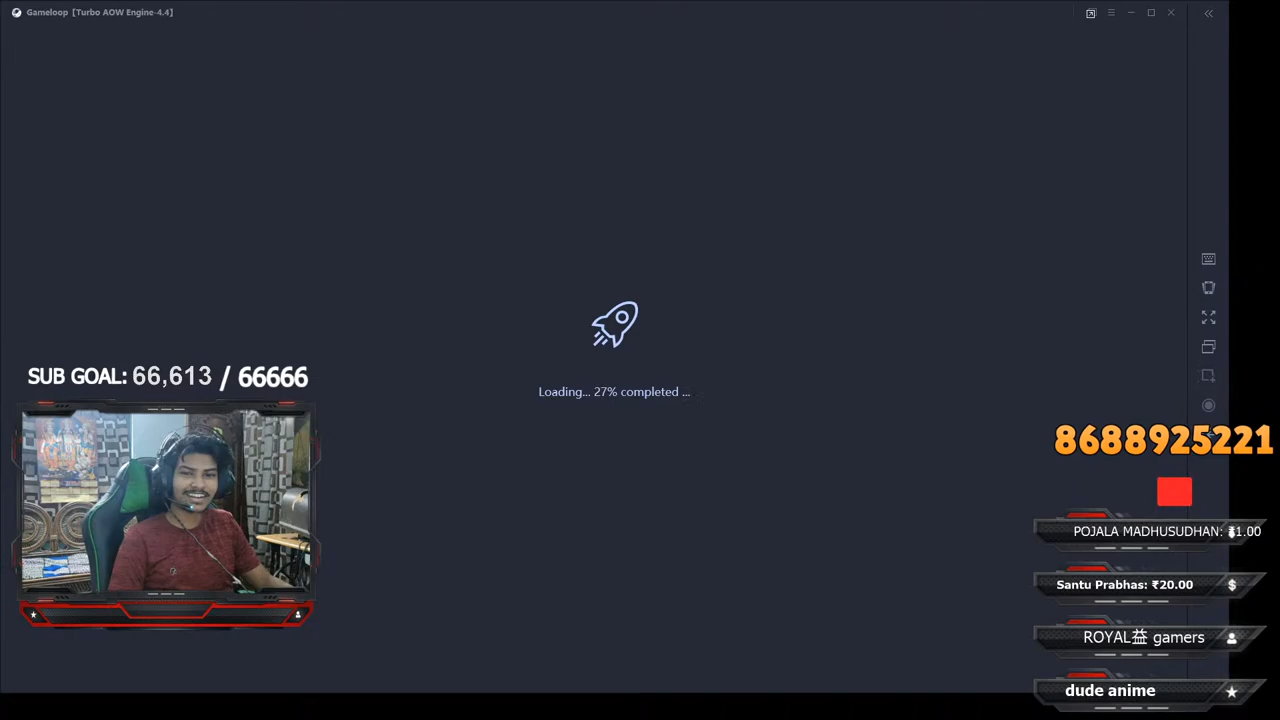 Gameloop [Turbo AOW Engine-4.4]
Loading... 27% completed ...
SUB GOAL: 66,613 / 66666
8688925221
POJALA MADHUSUDHAN: ₹1.00
Santu Prabhas: ₹20.00
ROYAL益 gamers
dude anime